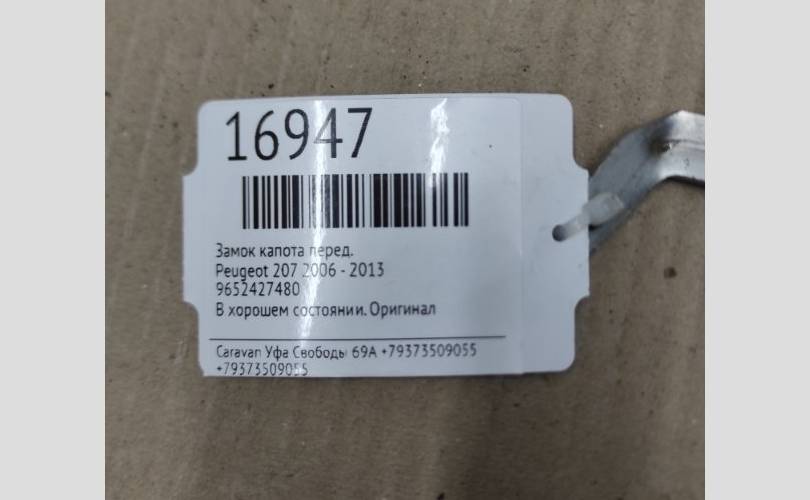 16947
Замок капота перед.
Peugeot 207 2006 - 2013
9652427480
В хорошем состоянии. Оригинал
Caravan Уфа Свободы 69А +79373509055
+79373509055